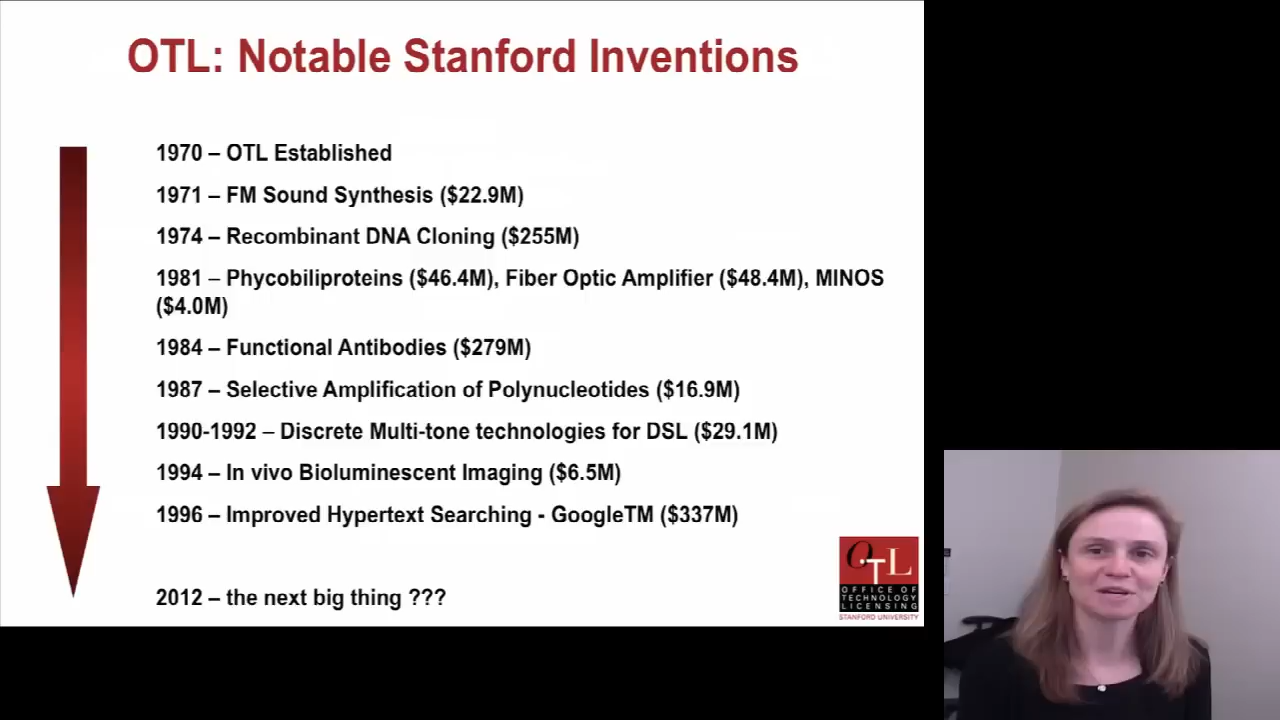 OTL: Notable Stanford Inventions
1970 – OTL Established
1971 – FM Sound Synthesis ($22.9M)
1974 – Recombinant DNA Cloning ($255M)
1981 – Phycobiliproteins ($46.4M), Fiber Optic Amplifier ($48.4M), MINOS
($4.0M)
1984 – Functional Antibodies ($279M)
1987 – Selective Amplification of Polynucleotides ($16.9M)
1990-1992 – Discrete Multi-tone technologies for DSL ($29.1M)
1994 – In vivo Bioluminescent Imaging ($6.5M)
1996 – Improved Hypertext Searching - GoogleTM ($337M)
2012 – the next big thing ???
OTL
OFFICE OF
TECHNOLOGY
LICENSING
STANFORD UNIVERSITY